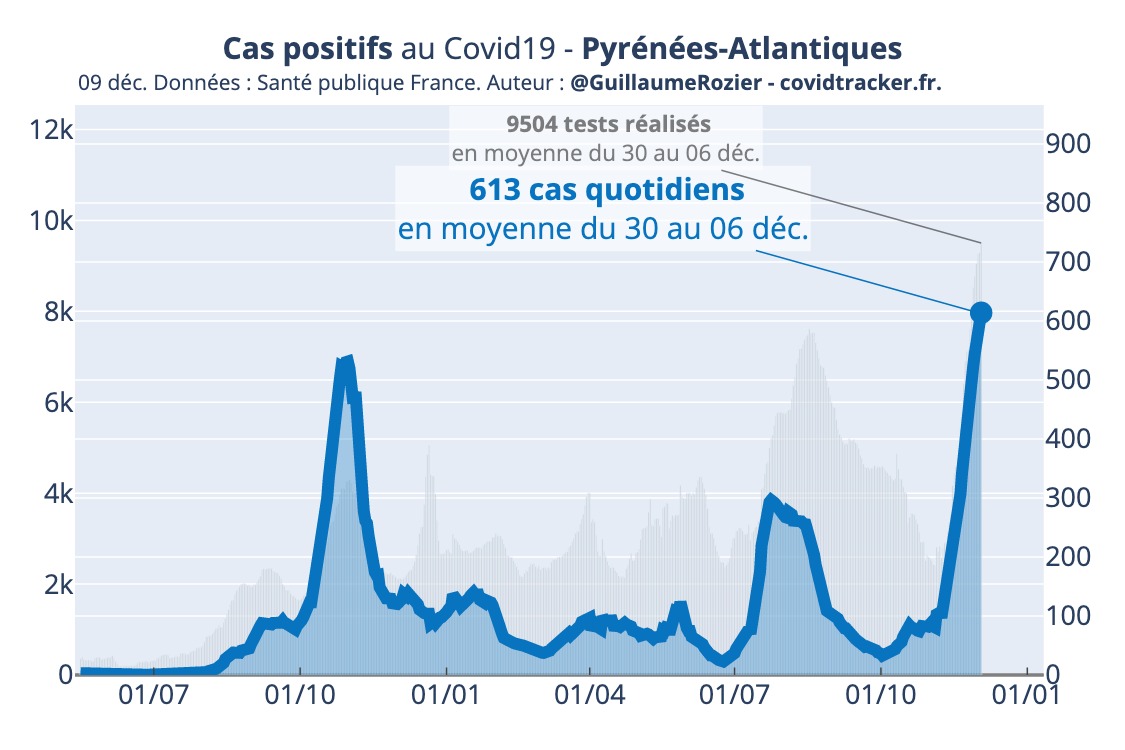 Cas positifs au Covid19 - Pyrénées-Atlantiques
09 déc. Données : Santé publique France. Auteur : @GuillaumeRozier - covidtracker.fr.
9504 tests réalisés
en moyenne du 30 au 06 déc.
613 cas quotidiens
en moyenne du 30 au 06 déc.
12k
10k
8k
6k
4k
2k
0
900
800
700
600
500
400
300
200
100
0
01/07
01/10
01/01
01/04
01/07
01/10
01/01